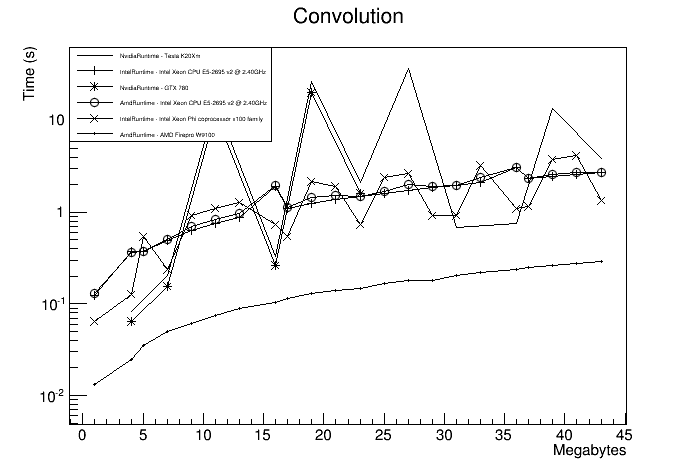 Convolution
Time (s)
NvidiaRuntime - Tesla K20Xm
IntelRuntime - Intel Xeon CPU E5-2695 v2 @ 2.40GHz
NvidiaRuntime - GTX 780
AmdRuntime - Intel Xeon CPU E5-2695 v2 @ 2.40GHz
IntelRuntime - Intel Xeon Phi coprocessor x100 family
AmdRuntime - AMD Firepro W9100
10
1
10-1
10-2
0 5 10 15 20 25 30 35 40 45
Megabytes